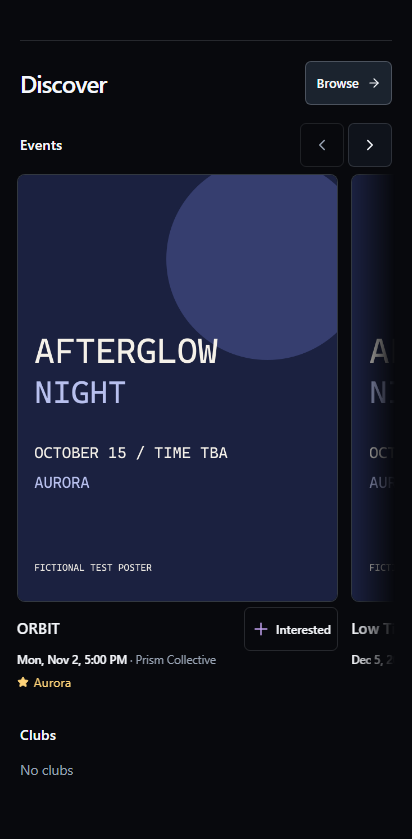 Discover
Browse
Events
AFTERGLOW
NIGHT
OCTOBER 15 / TIME TBA
AURORA
FICTIONAL TEST POSTER
ORBIT
Interested
Mon, Nov 2, 5:00 PM · Prism Collective
Aurora
Low
Dec 5,
Clubs
No clubs